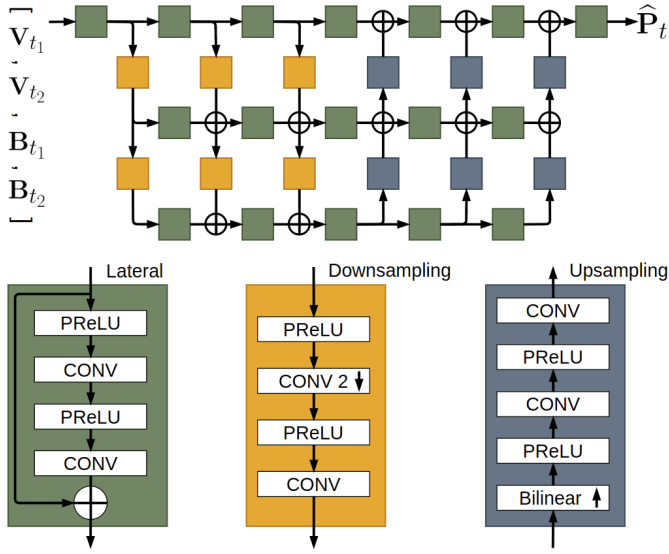 [
V_{t_1}
,
V_{t_2}
,
B_{t_1}
,
B_{t_2}
]
P̂_t
Lateral
PReLU
CONV
PReLU
CONV
Downsampling
PReLU
CONV 2
PReLU
CONV
Upsampling
CONV
PReLU
CONV
PReLU
Bilinear